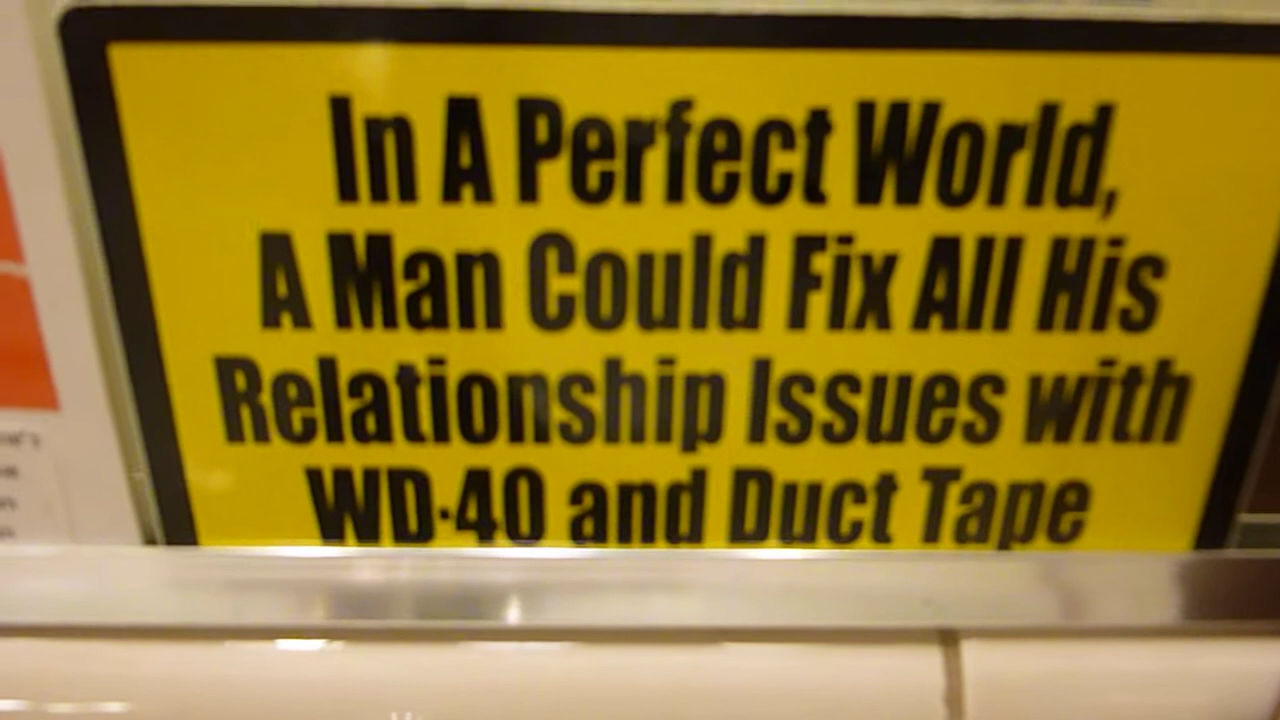 In A Perfect World,
A Man Could Fix All His
Relationship Issues with
WD-40 and Duct Tape